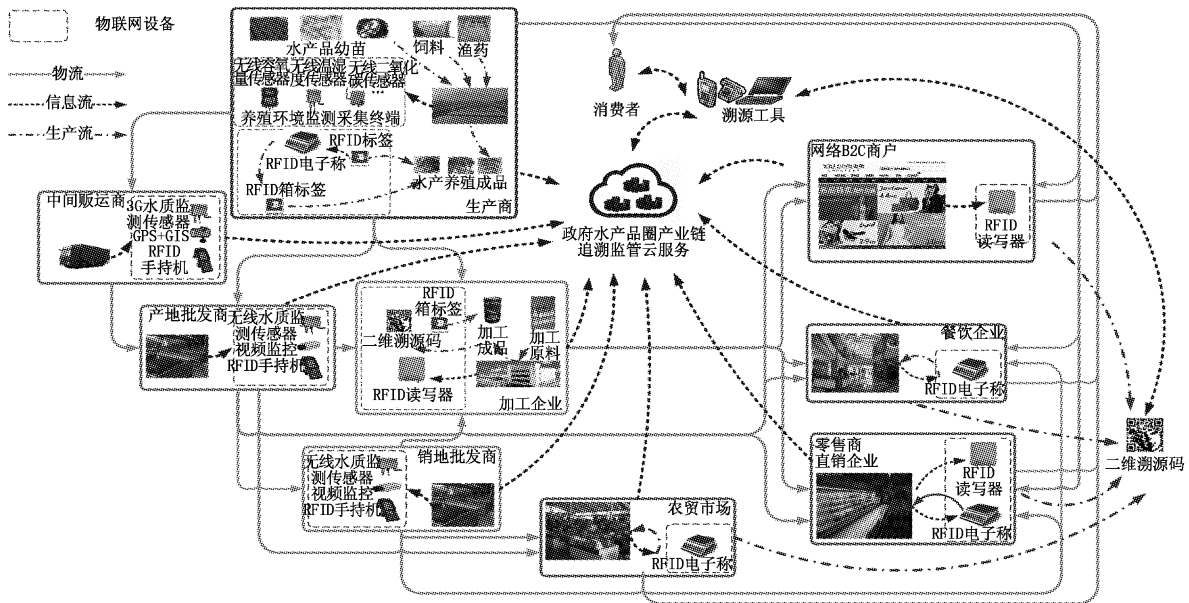 物联网设备
物流
信息流
生产流
水产品幼苗
饲料
渔药
无线溶氧
量传感器
无线温湿
度传感器
无线二氧化
碳传感器
...
养殖环境监测采集终端
RFID标签
RFID电子称
RFID箱标签
水产养殖成品
生产商
消费者
溯源工具
网络B2C商户
RFID
读写器
中间贩运商
3G水质监
测传感器
GPS+GIS
RFID
手持机
政府水产品圈产业链
追溯监管云服务
产地批发商
无线水质监
测传感器
视频监控
RFID手持机
RFID
箱标签
二维溯源码
加工
成品
加工
原料
RFID读写器
加工企业
餐饮企业
RFID电子称
零售商
直销企业
RFID
读写器
RFID电子称
二维溯源码
无线水质监
测传感器
视频监控
RFID手持机
销地批发商
农贸市场
RFID电子称